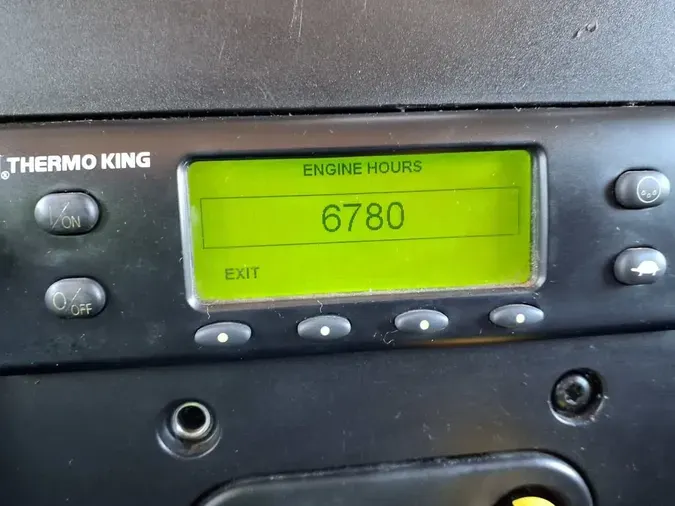 ® THERMO KING
ENGINE HOURS
6780
EXIT
I/ON
O/OFF